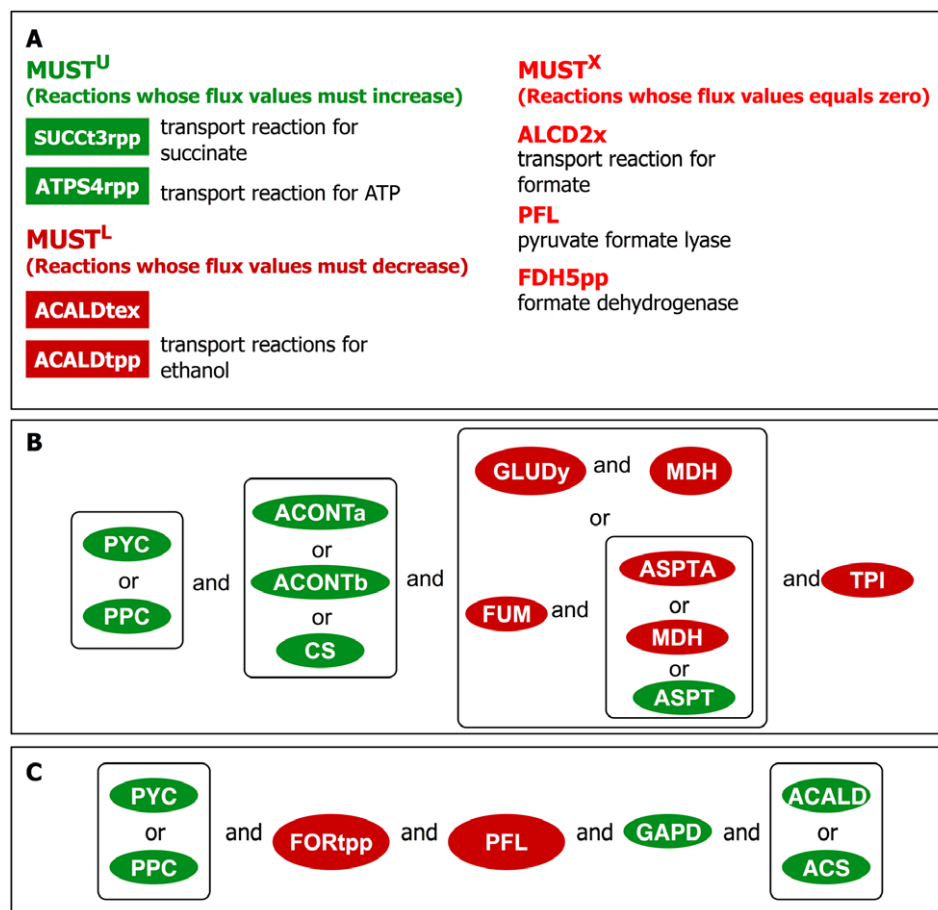 A
MUST^U
(Reactions whose flux values must increase)
SUCCt3rpp
transport reaction for
succinate
ATPS4rpp
transport reaction for ATP
MUST^L
(Reactions whose flux values must decrease)
ACALDtex
ACALDtpp
transport reactions for
ethanol
MUST^X
(Reactions whose flux values equals zero)
ALCD2x
transport reaction for
formate
PFL
pyruvate formate lyase
FDH5pp
formate dehydrogenase
B
PYC
or
PPC
and
ACONTa
or
ACONTb
or
CS
and
GLUDy and MDH
or
FUM and
ASPTA
or
MDH
or
ASPT
and TPI
C
PYC
or
PPC
and FORtpp and PFL and GAPD and
ACALD
or
ACS